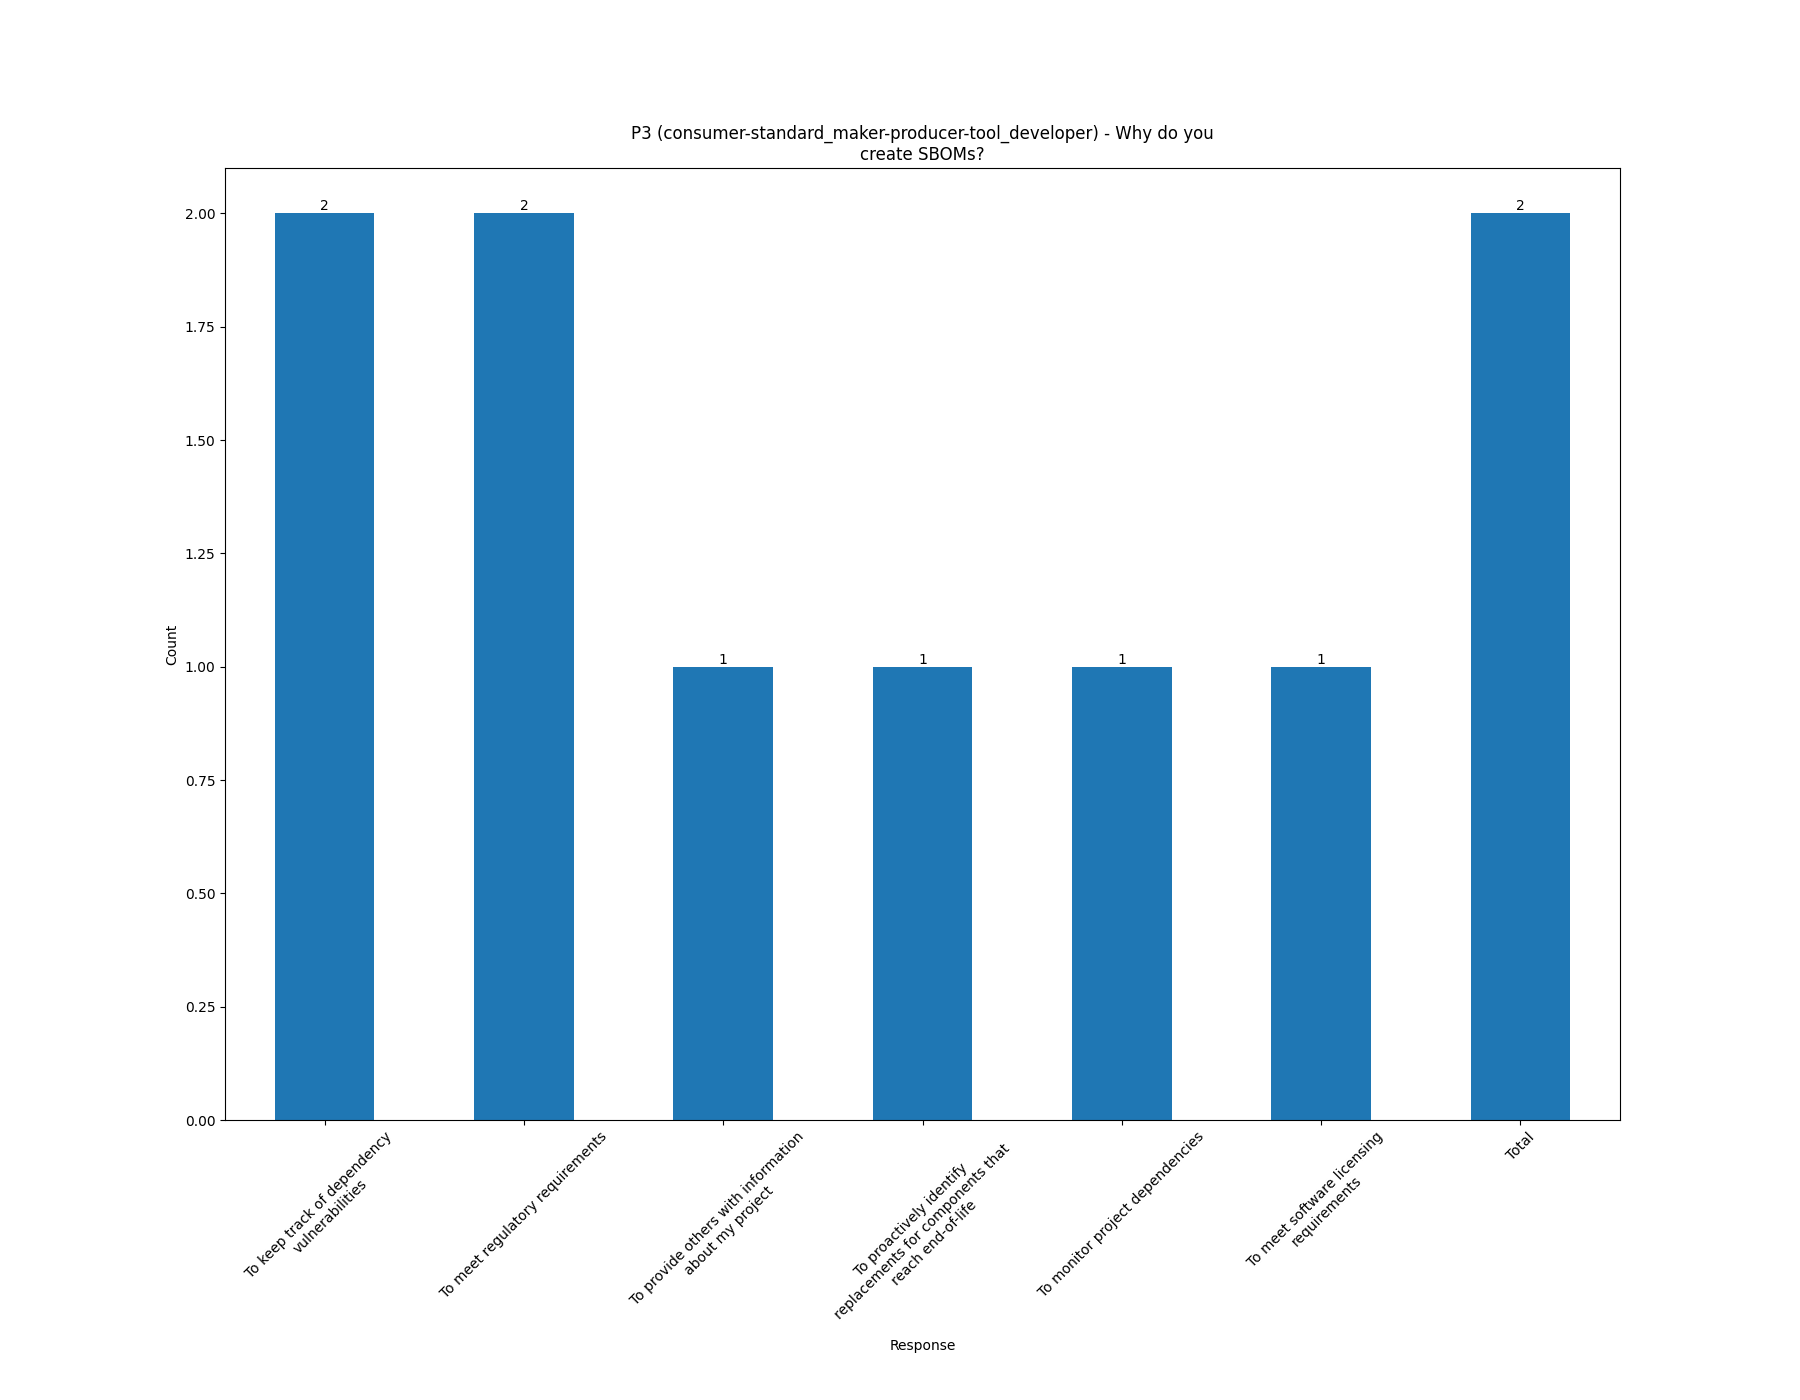 P3 (consumer-standard_maker-producer-tool_developer) - Why do you
create SBOMs?
2
2
1
1
1
1
2
2.00
1.75
1.50
1.25
1.00
0.75
0.50
0.25
0.00
Count
To keep track of dependency
vulnerabilities
To meet regulatory requirements
To provide others with information
about my project
To proactively identify
replacements for components that
reach end-of-life
To monitor project dependencies
To meet software licensing
requirements
Total
Response